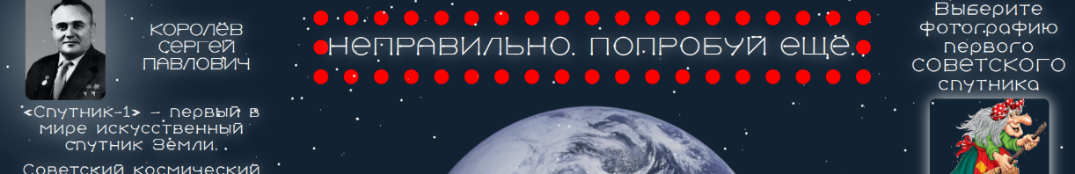 КОРОЛЁВ
СЕРГЕЙ
ПАВЛОВИЧ
«Спутник-1» – первый в
мире искусственный
спутник Земли.
Советский космический
НЕПРАВИЛЬНО. ПОПРОБУЙ ЕЩЁ.
Выберите
фотографию
первого
советского
спутника